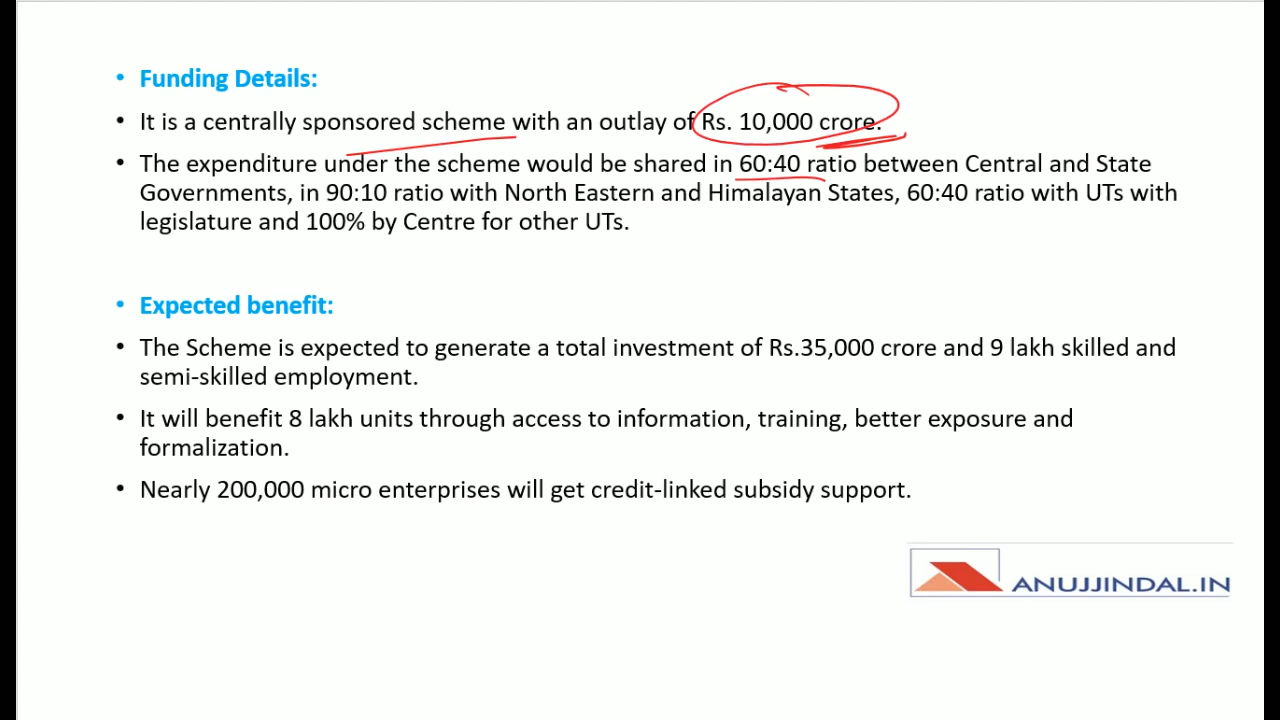 • Funding Details:
• It is a centrally sponsored scheme with an outlay of Rs. 10,000 crore.
• The expenditure under the scheme would be shared in 60:40 ratio between Central and State
Governments, in 90:10 ratio with North Eastern and Himalayan States, 60:40 ratio with UTs with
legislature and 100% by Centre for other UTs.
• Expected benefit:
• The Scheme is expected to generate a total investment of Rs.35,000 crore and 9 lakh skilled and
semi-skilled employment.
• It will benefit 8 lakh units through access to information, training, better exposure and
formalization.
• Nearly 200,000 micro enterprises will get credit-linked subsidy support.
ANUJJINDAL.IN